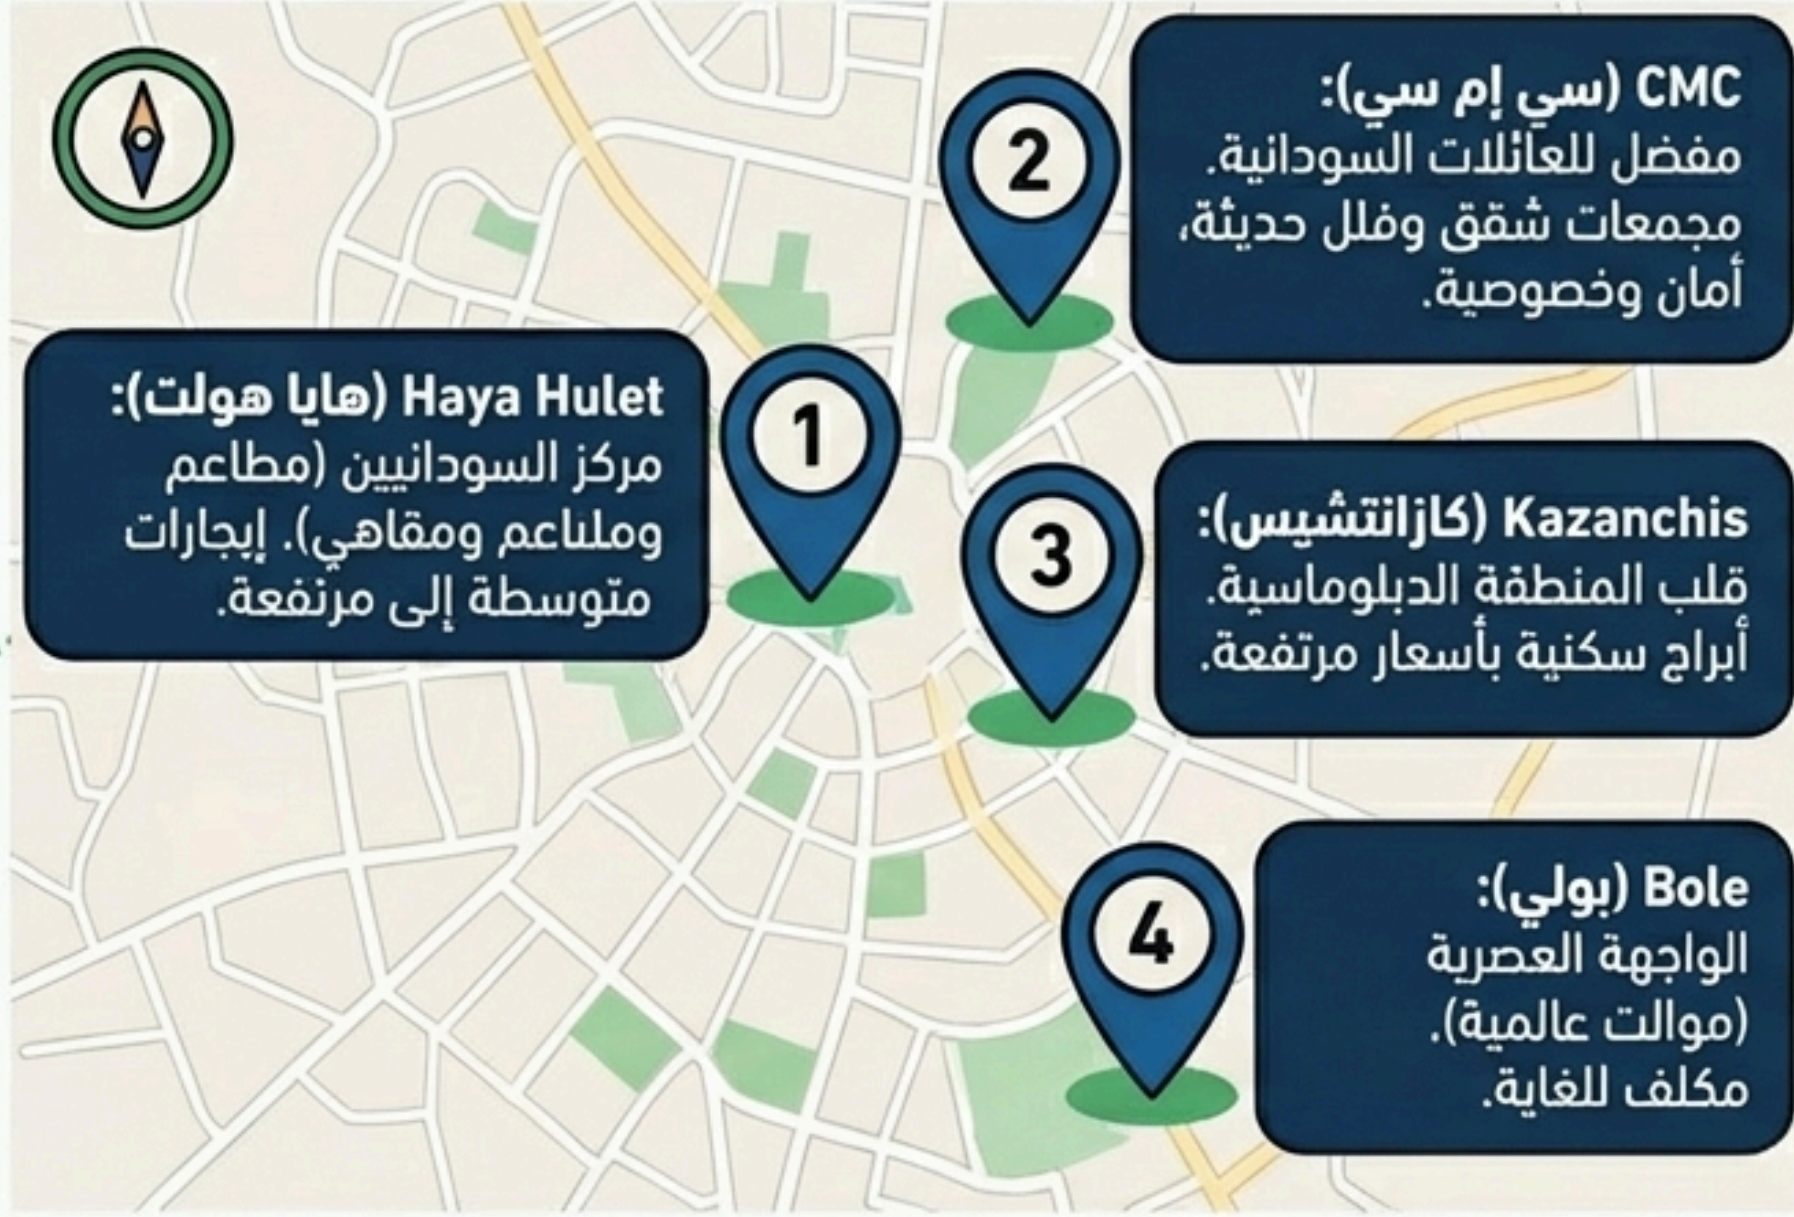 1
Haya Hulet (هايا هولت):
مركز السودانيين (مطاعم
وملناعم ومقاهي). إيجارات
متوسطة إلى مرتفعة.
2
CMC (سي إم سي):
مفضل للعائلات السودانية.
مجمعات شقق وفلل حديثة،
أمان وخصوصية.
3
Kazanchis (كازانتشيس):
قلب المنطقة الدبلوماسية.
أبراج سكنية بأسعار مرتفعة.
4
Bole (بولي):
الواجهة العصرية
(موالت عالمية).
مكلف للغاية.